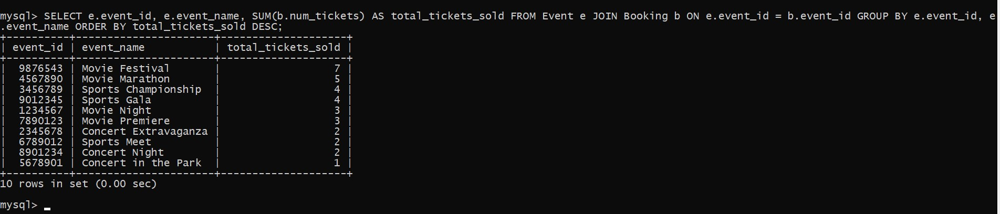 mysql> SELECT e.event_id, e.event_name, SUM(b.num_tickets) AS total_tickets_sold FROM Event e JOIN Booking b ON e.event_id = b.event_id GROUP BY e.event_id, e
.event_name ORDER BY total_tickets_sold DESC;
+----------+----------------------+--------------------+
| event_id | event_name           | total_tickets_sold |
+----------+----------------------+--------------------+
|  9876543 | Movie Festival       |                  7 |
|  4567890 | Movie Marathon       |                  5 |
|  3456789 | Sports Championship  |                  4 |
|  9012345 | Sports Gala          |                  4 |
|  1234567 | Movie Night          |                  3 |
|  7890123 | Movie Premiere       |                  3 |
|  2345678 | Concert Extravaganza |                  2 |
|  6789012 | Sports Meet          |                  2 |
|  8901234 | Concert Night        |                  2 |
|  5678901 | Concert in the Park  |                  1 |
+----------+----------------------+--------------------+
10 rows in set (0.00 sec)
mysql> _